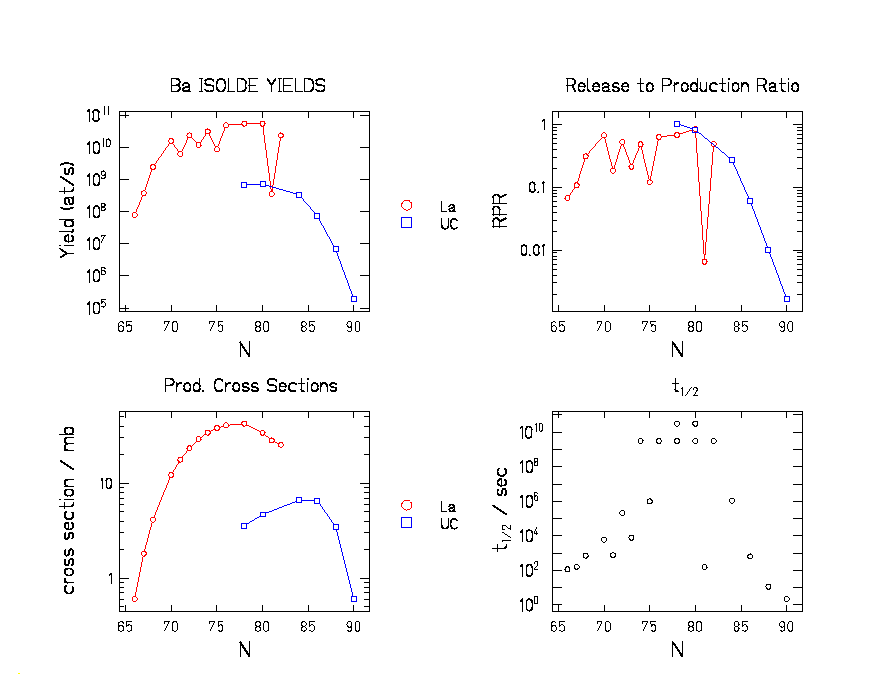 Ba ISOLDE YIELDS
Yield (at/s)
10^11
10^10
10^9
10^8
10^7
10^6
10^5
65 70 75 80 85 90
N
La
UC
Release to Production Ratio
RPR
1
0.1
0.01
65 70 75 80 85 90
N
Prod. Cross Sections
cross section / mb
10
1
65 70 75 80 85 90
N
La
UC
t_1/2
t_1/2 / sec
10^10
10^8
10^6
10^4
10^2
10^0
65 70 75 80 85 90
N